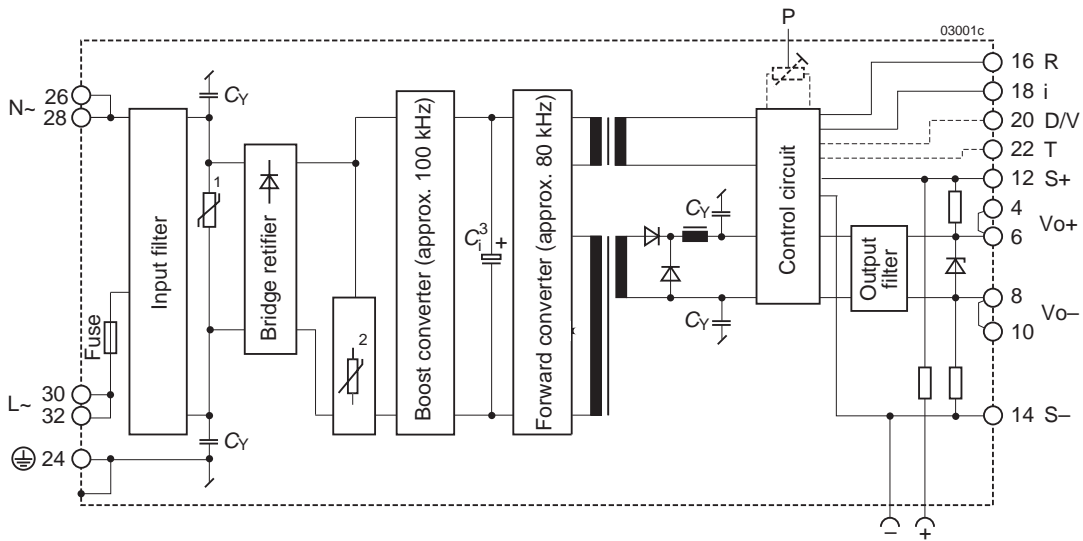 P
03001c
N~
26
28
CY
1
Input filter
Fuse
L~
30
32
24
CY
Bridge retifier
2
Boost converter (approx. 100 kHz)
Ci3
+
Forward converter (approx. 80 kHz)
CY
CY
Control circuit
Output
filter
16 R
18 i
20 D/V
22 T
12 S+
4
Vo+
6
8
Vo–
10
14 S–
–
+